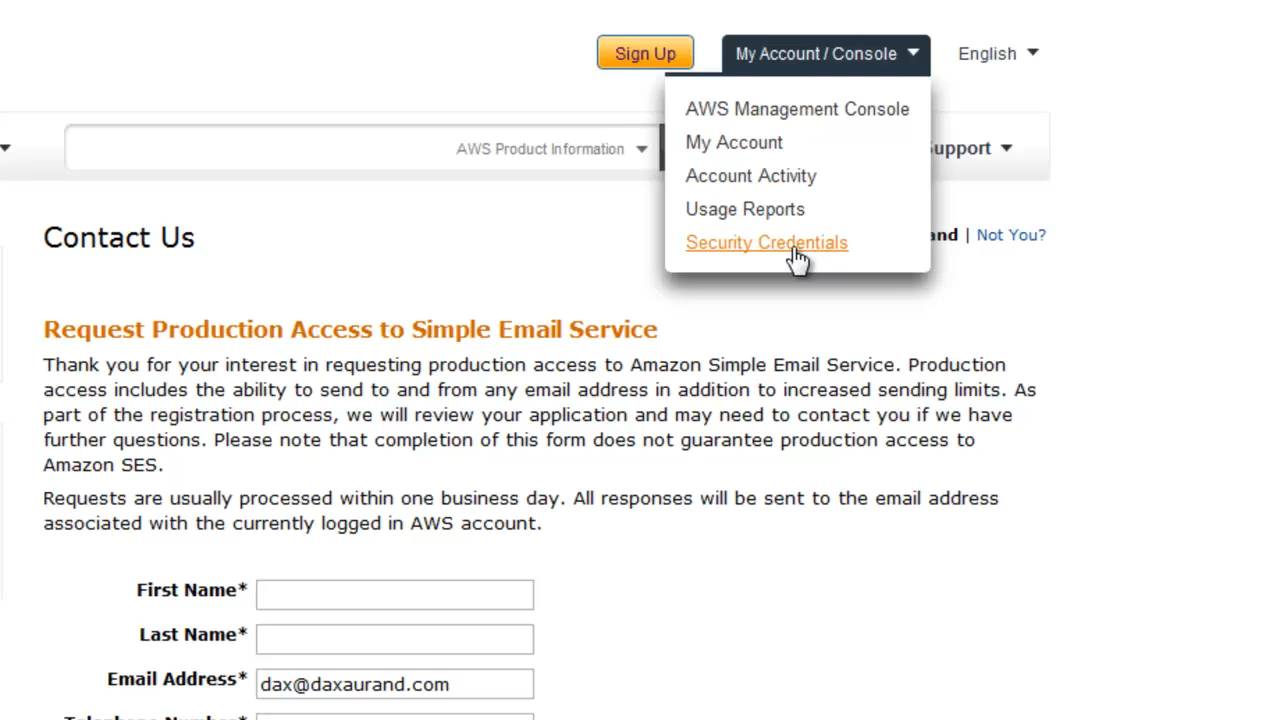 Sign Up
My Account / Console
English
AWS Management Console
My Account
Account Activity
Usage Reports
Security Credentials
AWS Product Information
Support
Contact Us
| Not You?
Request Production Access to Simple Email Service
Thank you for your interest in requesting production access to Amazon Simple Email Service. Production
access includes the ability to send to and from any email address in addition to increased sending limits. As
part of the registration process, we will review your application and may need to contact you if we have
further questions. Please note that completion of this form does not guarantee production access to
Amazon SES.
Requests are usually processed within one business day. All responses will be sent to the email address
associated with the currently logged in AWS account.
First Name*
Last Name*
Email Address* dax@daxaurand.com